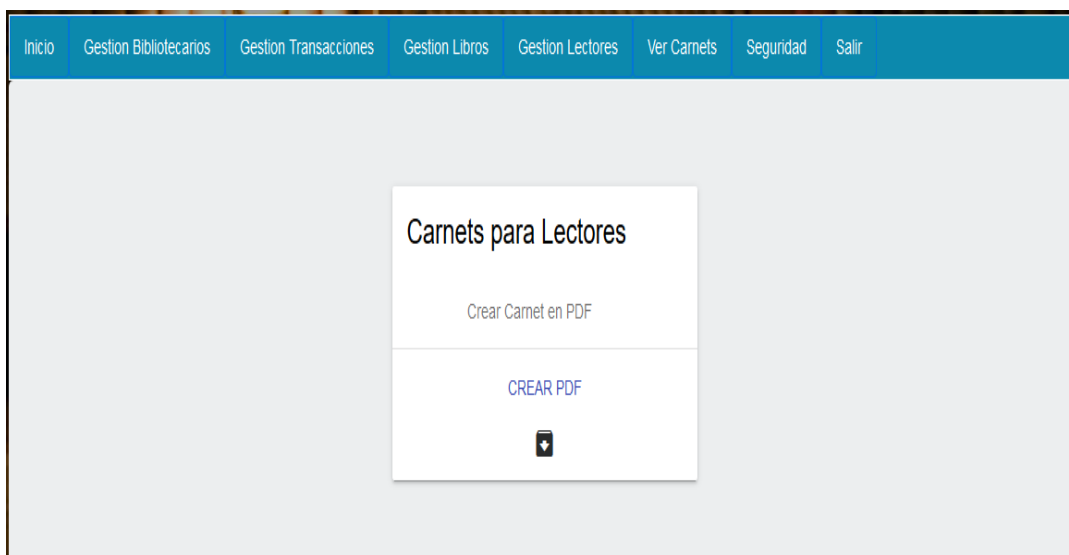 Inicio Gestion Bibliotecarios Gestion Transacciones Gestion Libros Gestion Lectores Ver Carnets Seguridad Salir
Carnets para Lectores
Crear Carnet en PDF
CREAR PDF